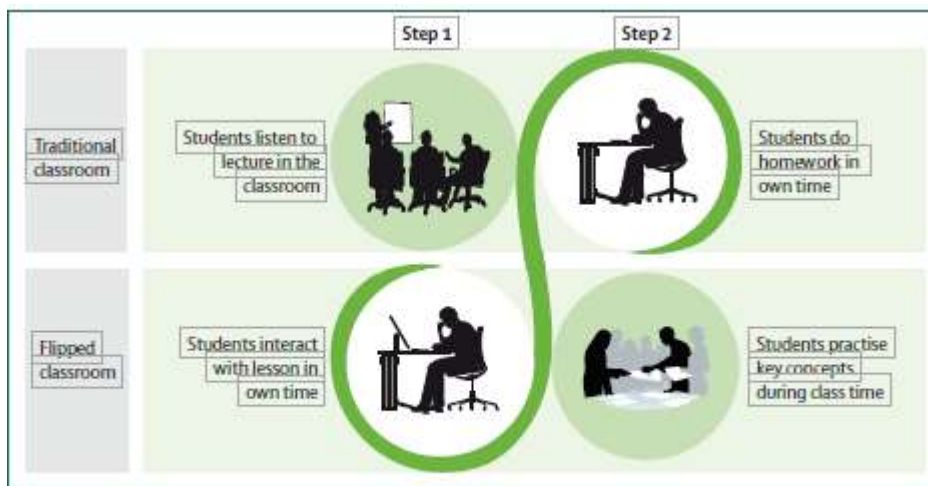 Step 1
Step 2
Traditional
classroom
Students listen to
lecture in the
classroom
Students do
homework in
own time
Flipped
classroom
Students interact
with lesson in
own time
Students practise
key concepts
during class time